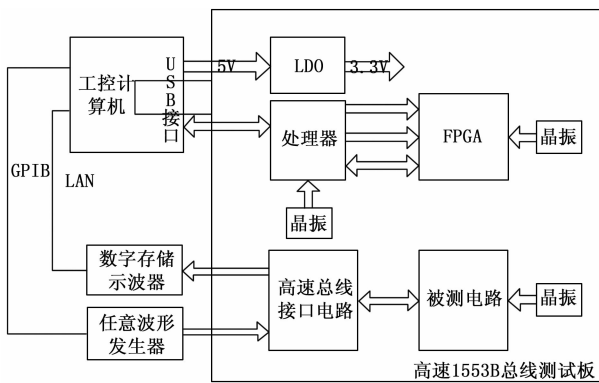 工控计
算机
USB接口
5V
LDO
3.3V
处理器
FPGA
晶振
晶振
GPIB
LAN
数字存储
示波器
高速总线
接口电路
被测电路
晶振
任意波形
发生器
高速1553B总线测试板